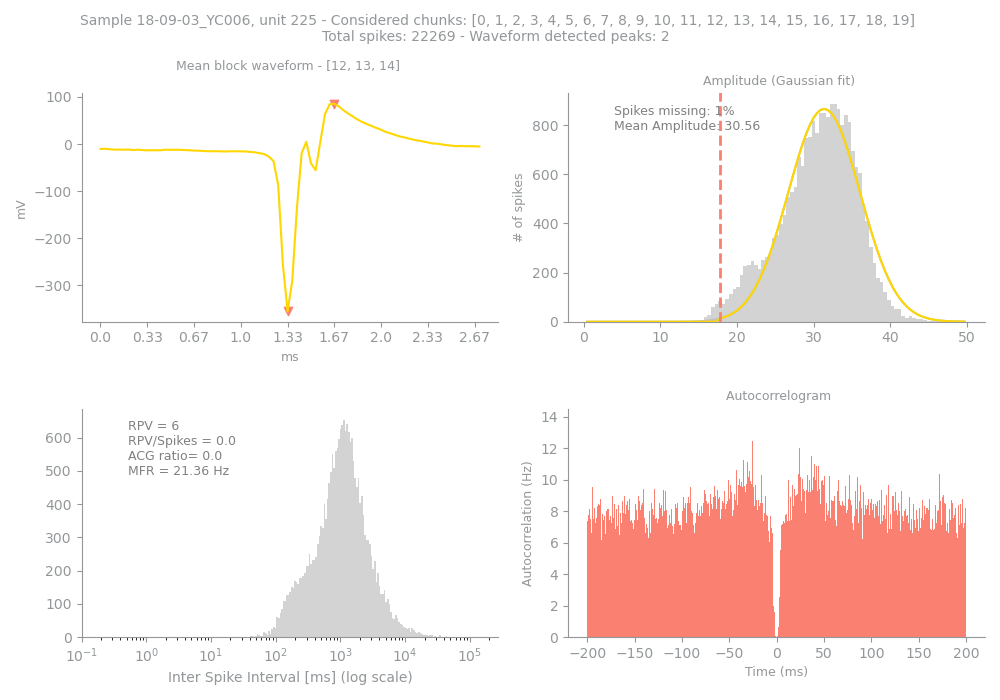 Sample 18-09-03_YC006, unit 225 - Considered chunks: [0, 1, 2, 3, 4, 5, 6, 7, 8, 9, 10, 11, 12, 13, 14, 15, 16, 17, 18, 19]
Total spikes: 22269 - Waveform detected peaks: 2
Mean block waveform - [12, 13, 14]
100
0
−100
−200
−300
mV
0.0 0.33 0.67 1.0 1.33 1.67 2.0 2.33 2.67
ms
Amplitude (Gaussian fit)
Spikes missing: 1%
Mean Amplitude: 30.56
800
600
400
200
0
# of spikes
0 10 20 30 40 50
RPV = 6
RPV/Spikes = 0.0
ACG ratio= 0.0
MFR = 21.36 Hz
600
500
400
300
200
100
0
10⁻¹ 10⁰ 10¹ 10² 10³ 10⁴ 10⁵
Inter Spike Interval [ms] (log scale)
Autocorrelogram
14
12
10
8
6
4
2
0
Autocorrelation (Hz)
−200 −150 −100 −50 0 50 100 150 200
Time (ms)